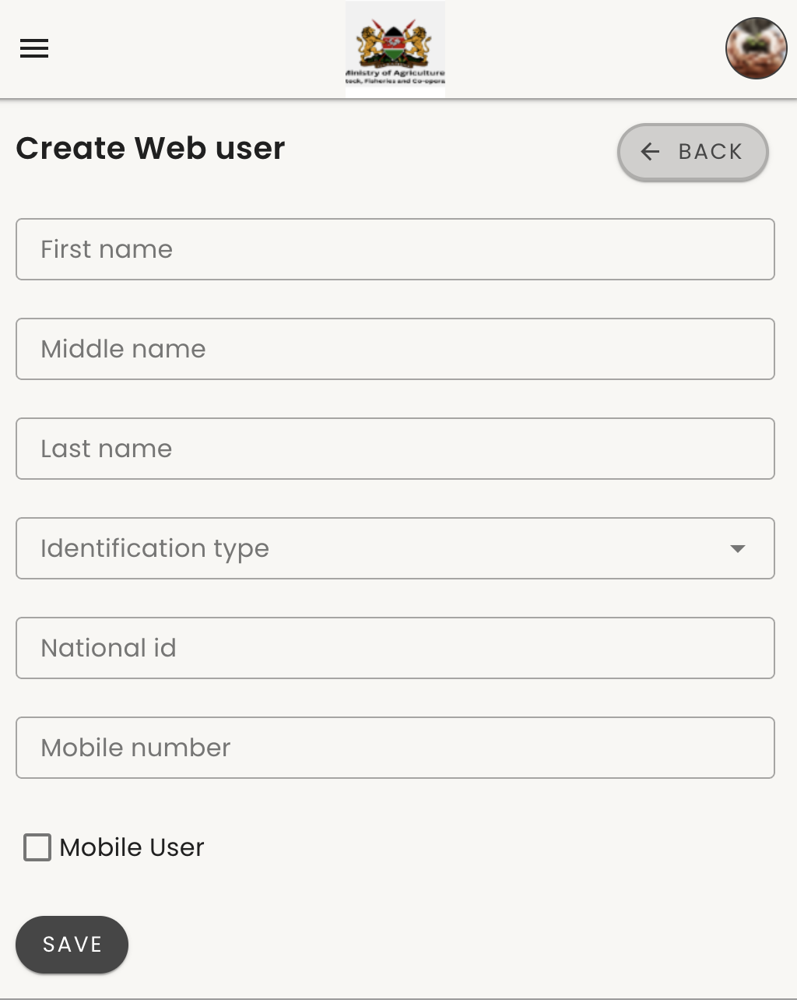 Ministry of Agriculture
Create Web user
BACK
First name
Middle name
Last name
Identification type
National id
Mobile number
Mobile User
SAVE